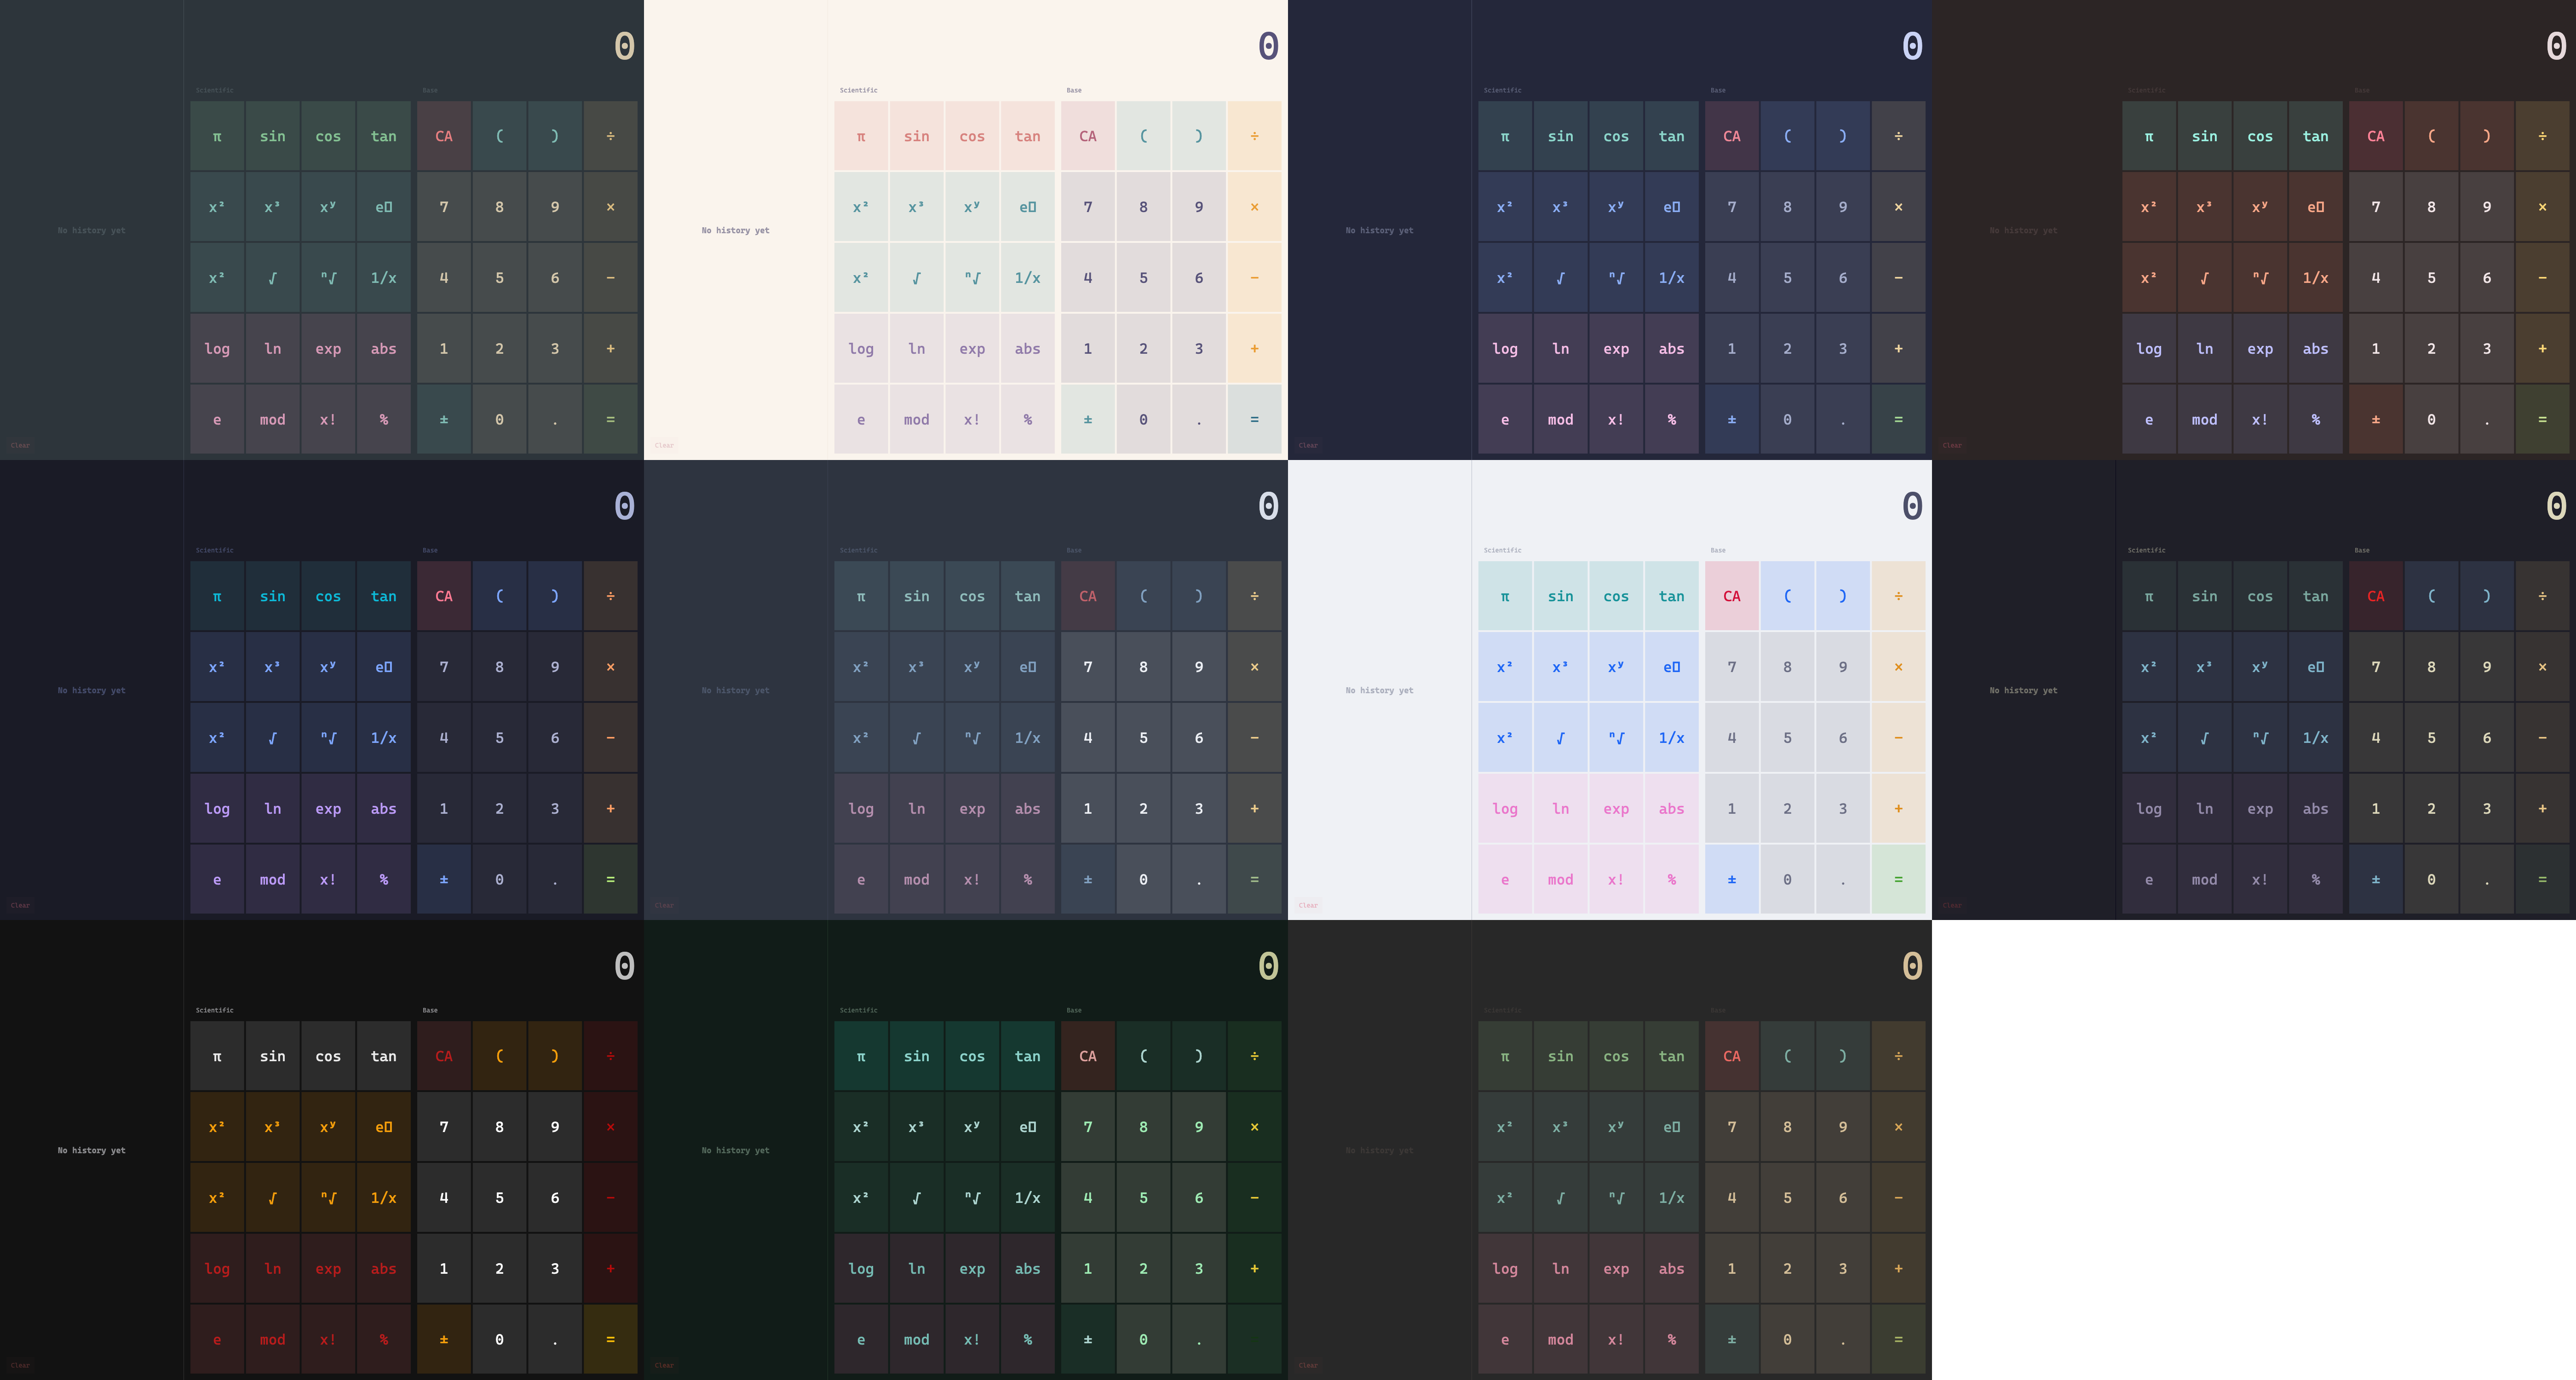 0
Scientific Base
π sin cos tan CA ( ) ÷
x² x³ xʸ e▯ 7 8 9 ×
No history yet
x² √ ⁿ√ 1/x 4 5 6 −
log ln exp abs 1 2 3 +
e mod x! % ± 0 . =
Clear
0
Scientific Base
π sin cos tan CA ( ) ÷
x² x³ xʸ e▯ 7 8 9 ×
No history yet
x² √ ⁿ√ 1/x 4 5 6 −
log ln exp abs 1 2 3 +
e mod x! % ± 0 . =
Clear
0
Scientific Base
π sin cos tan CA ( ) ÷
x² x³ xʸ e▯ 7 8 9 ×
No history yet
x² √ ⁿ√ 1/x 4 5 6 −
log ln exp abs 1 2 3 +
e mod x! % ± 0 . =
Clear
0
Scientific Base
π sin cos tan CA ( ) ÷
x² x³ xʸ e▯ 7 8 9 ×
No history yet
x² √ ⁿ√ 1/x 4 5 6 −
log ln exp abs 1 2 3 +
e mod x! % ± 0 . =
Clear
0
Scientific Base
π sin cos tan CA ( ) ÷
x² x³ xʸ e▯ 7 8 9 ×
No history yet
x² √ ⁿ√ 1/x 4 5 6 −
log ln exp abs 1 2 3 +
e mod x! % ± 0 . =
Clear
0
Scientific Base
π sin cos tan CA ( ) ÷
x² x³ xʸ e▯ 7 8 9 ×
No history yet
x² √ ⁿ√ 1/x 4 5 6 −
log ln exp abs 1 2 3 +
e mod x! % ± 0 . =
Clear
0
Scientific Base
π sin cos tan CA ( ) ÷
x² x³ xʸ e▯ 7 8 9 ×
No history yet
x² √ ⁿ√ 1/x 4 5 6 −
log ln exp abs 1 2 3 +
e mod x! % ± 0 . =
Clear
0
Scientific Base
π sin cos tan CA ( ) ÷
x² x³ xʸ e▯ 7 8 9 ×
No history yet
x² √ ⁿ√ 1/x 4 5 6 −
log ln exp abs 1 2 3 +
e mod x! % ± 0 . =
Clear
0
Scientific Base
π sin cos tan CA ( ) ÷
x² x³ xʸ e▯ 7 8 9 ×
No history yet
x² √ ⁿ√ 1/x 4 5 6 −
log ln exp abs 1 2 3 +
e mod x! % ± 0 . =
Clear
0
Scientific Base
π sin cos tan CA ( ) ÷
x² x³ xʸ e▯ 7 8 9 ×
No history yet
x² √ ⁿ√ 1/x 4 5 6 −
log ln exp abs 1 2 3 +
e mod x! % ± 0 .
Clear
0
Scientific Base
π sin cos tan CA ( ) ÷
x² x³ xʸ e▯ 7 8 9 ×
No history yet
x² √ ⁿ√ 1/x 4 5 6 −
log ln exp abs 1 2 3 +
e mod x! % ± 0 . =
Clear